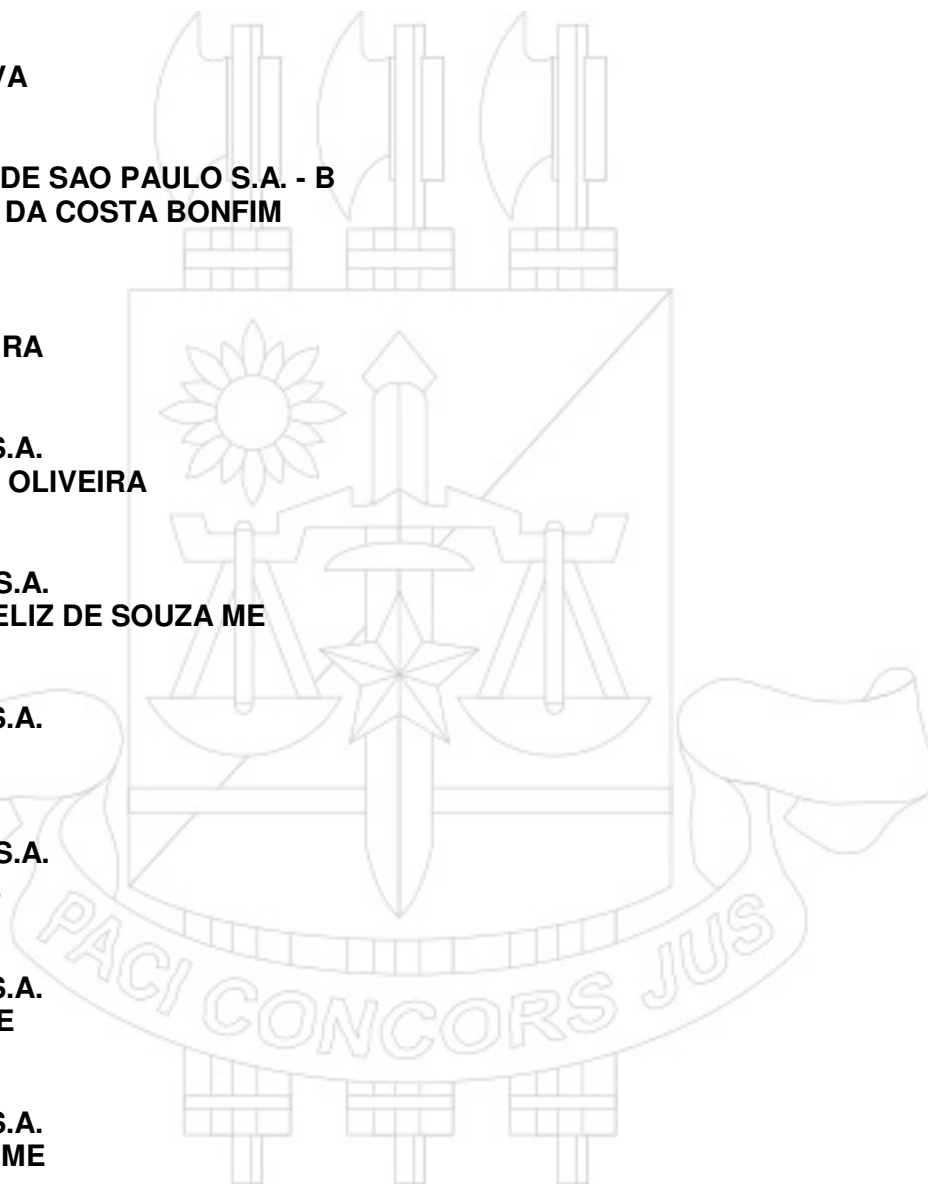 VA
DE SAO PAULO S.A. - B
DA COSTA BONFIM
RA
S.A.
OLIVEIRA
S.A.
ELIZ DE SOUZA ME
S.A.
S.A.
PACI CONCORS JUS
S.A.
E
S.A.
ME